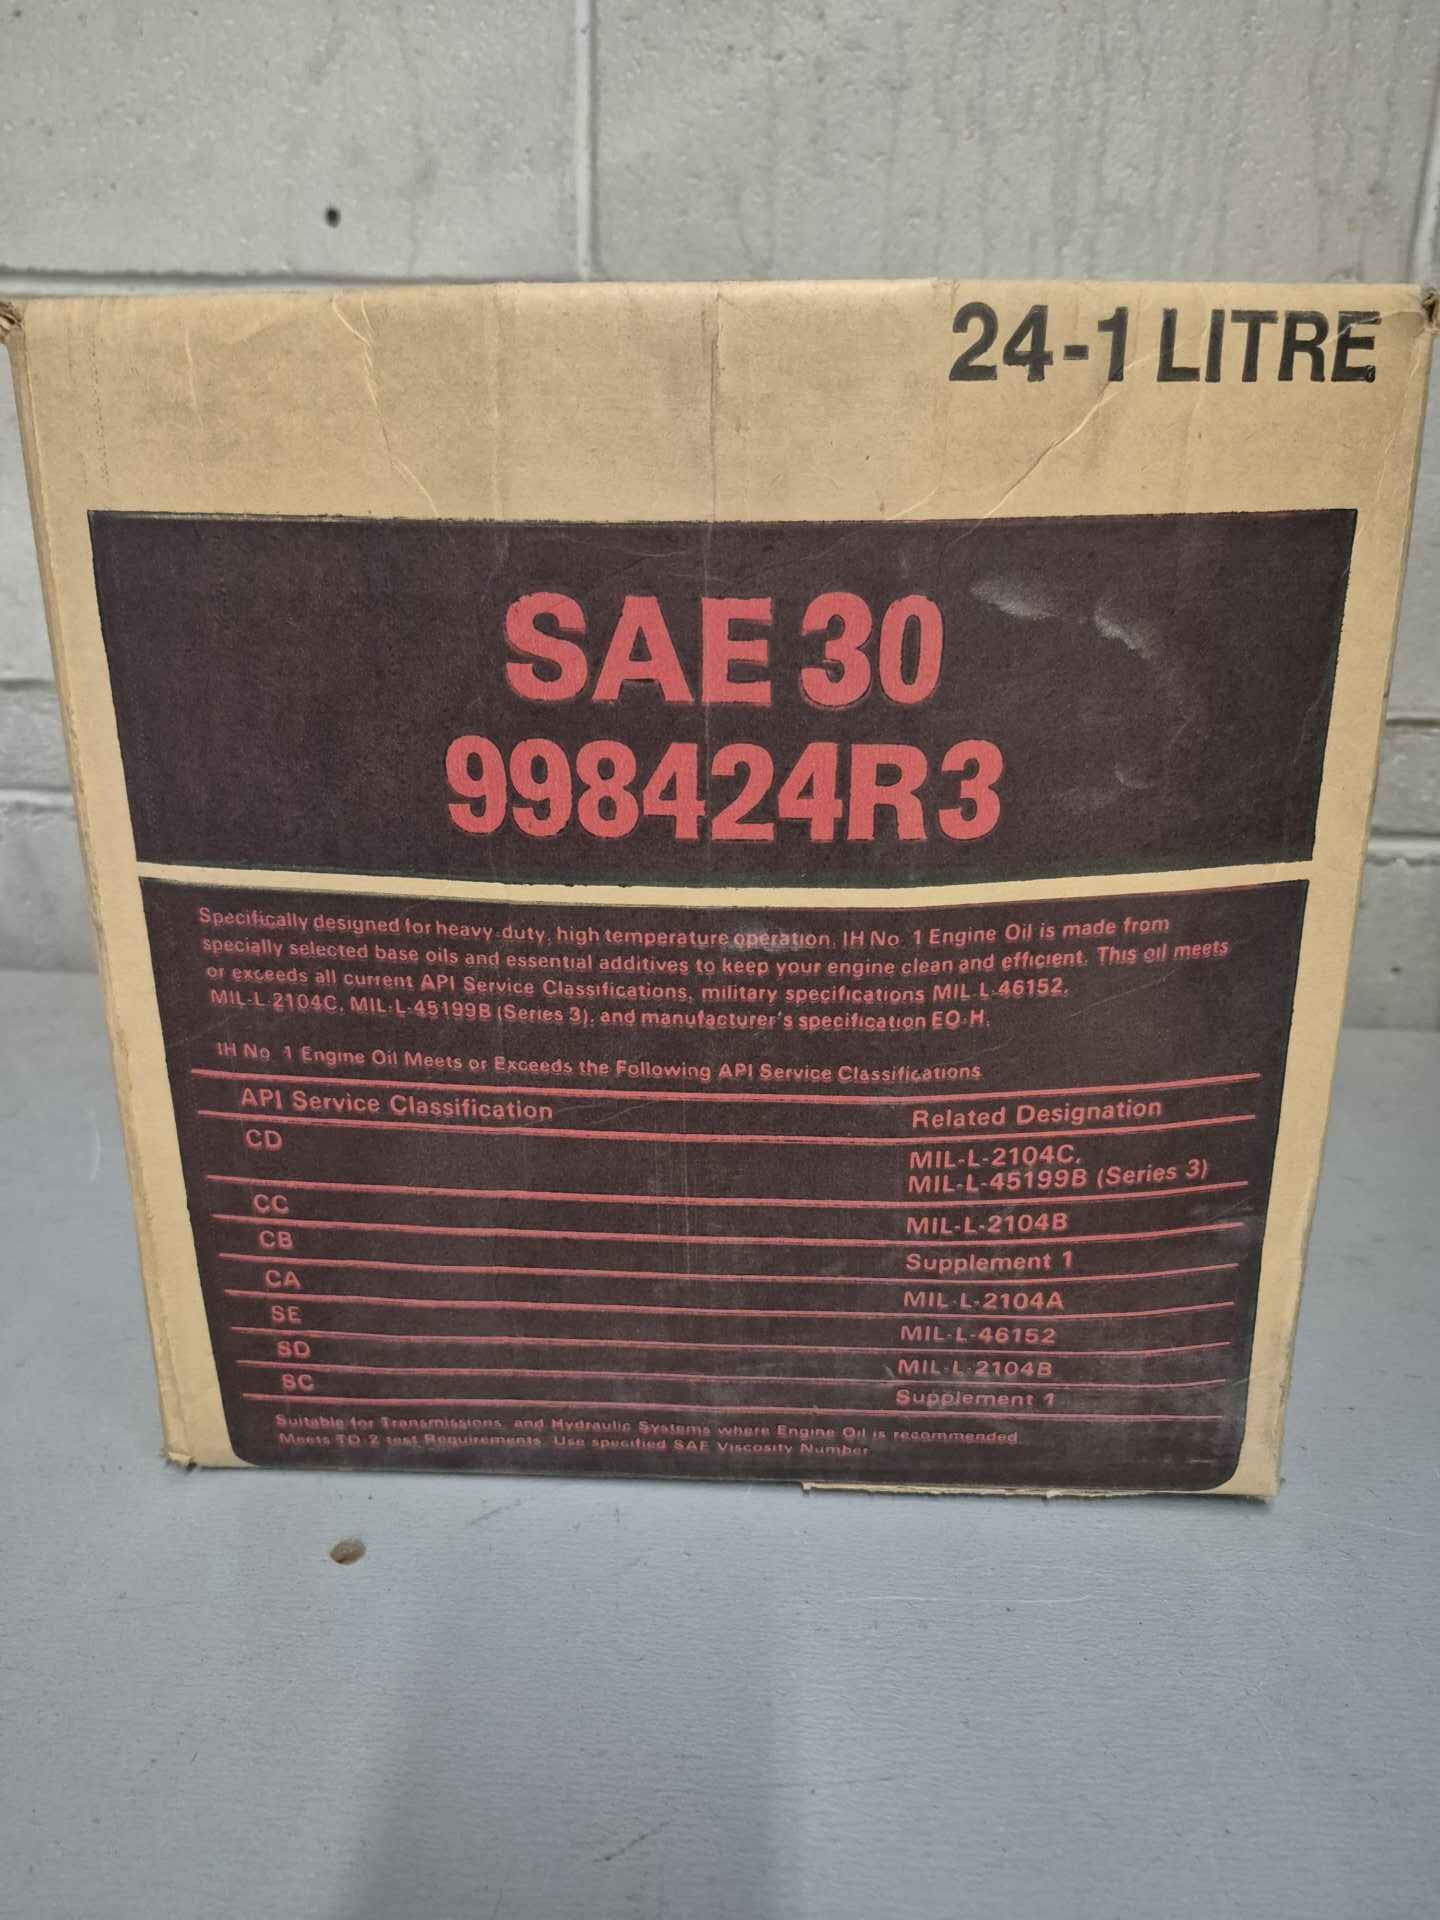 24-1 LITRE
SAE 30
998424R3
Specifically designed for heavy-duty, high temperature operation, IH No. 1 Engine Oil is made from
specially selected base oils and essential additives to keep your engine clean and efficient. This oil meets
or exceeds all current API Service Classifications, military specifications MIL-L-46152,
MIL-L-2104C, MIL-L-45199B (Series 3), and manufacturer's specification EO-H.
IH No. 1 Engine Oil Meets or Exceeds the Following API Service Classifications
API Service Classification Related Designation
CD MIL-L-2104C,
MIL-L-45199B (Series 3)
CC MIL-L-2104B
CB Supplement 1
CA MIL-L-2104A
SE MIL-L-46152
SD MIL-L-2104B
SC Supplement 1
Suitable for Transmissions, and Hydraulic Systems where Engine Oil is recommended.
Meets TO-2 test Requirements. Use specified SAE Viscosity Number.